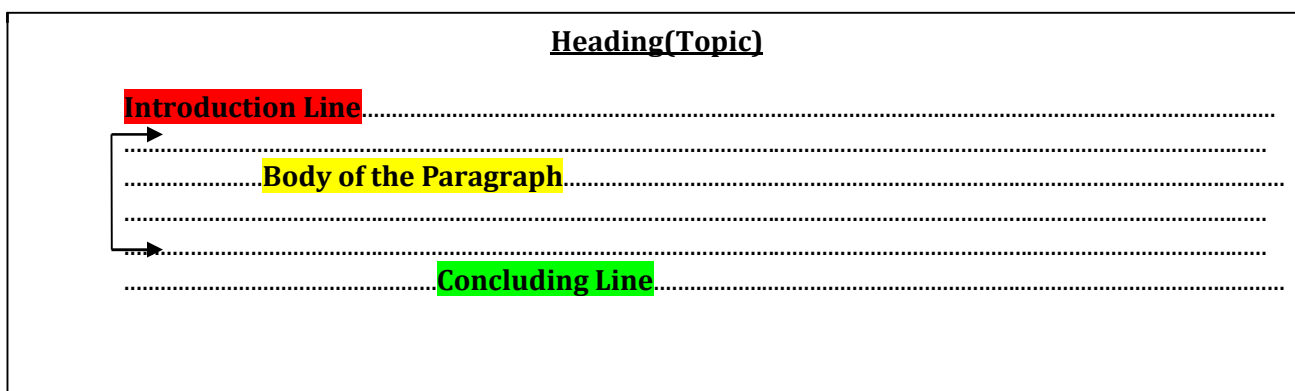 Heading(Topic)
Introduction Line................................................................................................................................................
....................................................................................................................................................................................
......................Body of the Paragraph..................................................................................................................
....................................................................................................................................................................................
....................................................................................................................................................................................
..................................................Concluding Line....................................................................................................